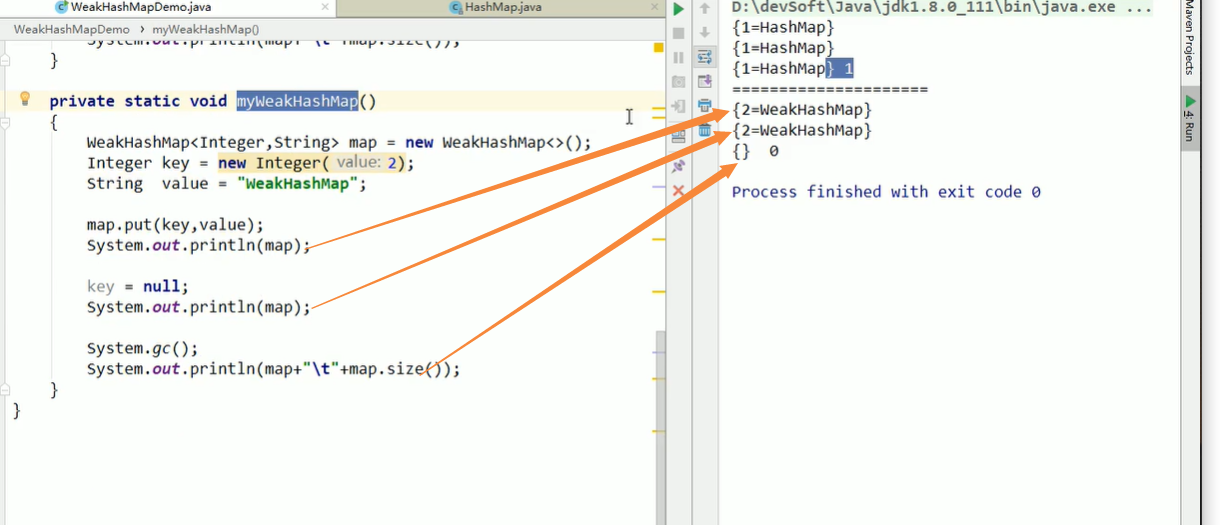 WeakHashMapDemo.java
HashMap.java
WeakHashMapDemo › myWeakHashMap()
System.out.println(map+"\t"+map.size());
}
private static void myWeakHashMap()
{
WeakHashMap<Integer,String> map = new WeakHashMap<>();
Integer key = new Integer( value: 2);
String value = "WeakHashMap";
map.put(key,value);
System.out.println(map);
key = null;
System.out.println(map);
System.gc();
System.out.println(map+"\t"+map.size());
}
}
D:\devSoft\Java\jdk1.8.0_111\bin\java.exe ...
{1=HashMap}
{1=HashMap}
{1=HashMap} 1
=====================
{2=WeakHashMap}
{2=WeakHashMap}
{} 0
Process finished with exit code 0
Maven Projects
4: Run